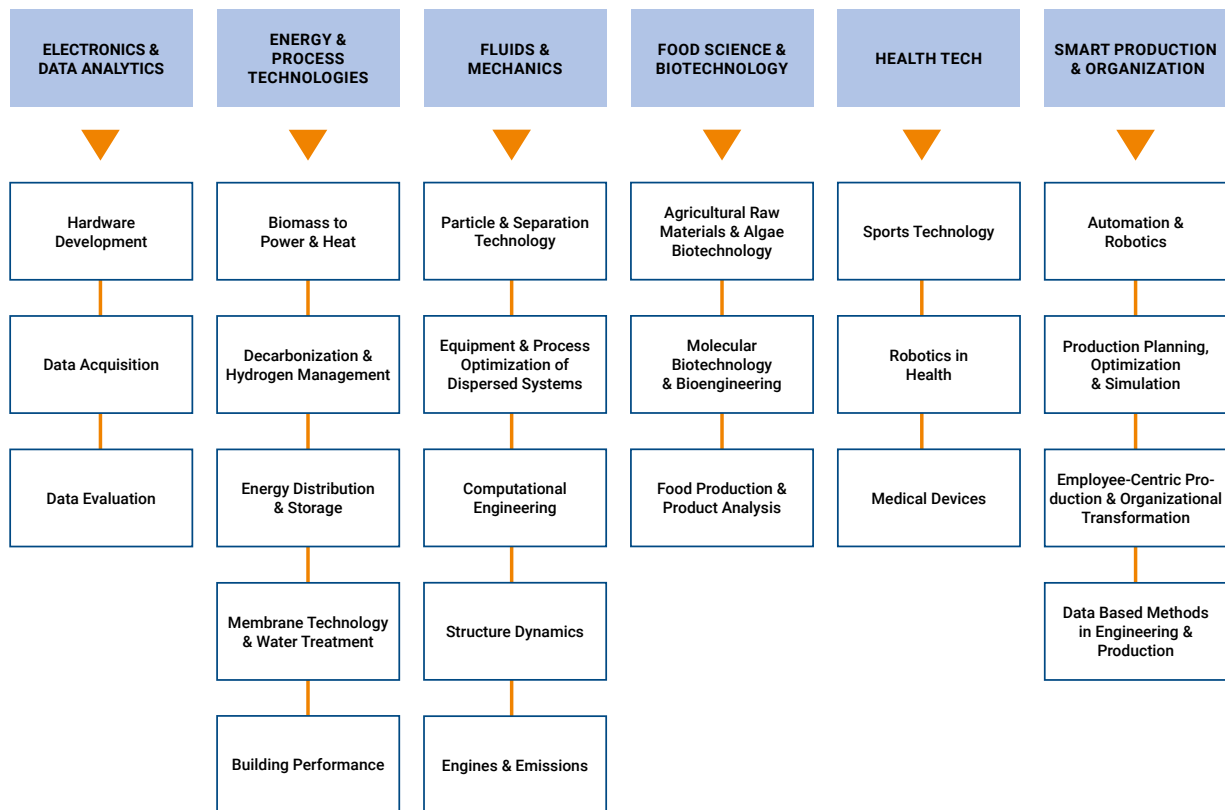 ELECTRONICS &
DATA ANALYTICS
ENERGY &
PROCESS
TECHNOLOGIES
FLUIDS &
MECHANICS
FOOD SCIENCE &
BIOTECHNOLOGY
HEALTH TECH
SMART PRODUCTION
& ORGANIZATION
Hardware
Development
Biomass to
Power & Heat
Particle & Separation
Technology
Agricultural Raw
Materials & Algae
Biotechnology
Sports Technology
Automation &
Robotics
Data Acquisition
Decarbonization &
Hydrogen Management
Equipment & Process
Optimization of
Dispersed Systems
Molecular
Biotechnology
& Bioengineering
Robotics in
Health
Production Planning,
Optimization
& Simulation
Data Evaluation
Energy Distribution
& Storage
Computational
Engineering
Food Production &
Product Analysis
Medical Devices
Employee-Centric Pro-
duction & Organizational
Transformation
Membrane Technology
& Water Treatment
Structure Dynamics
Data Based Methods
in Engineering &
Production
Building Performance
Engines & Emissions